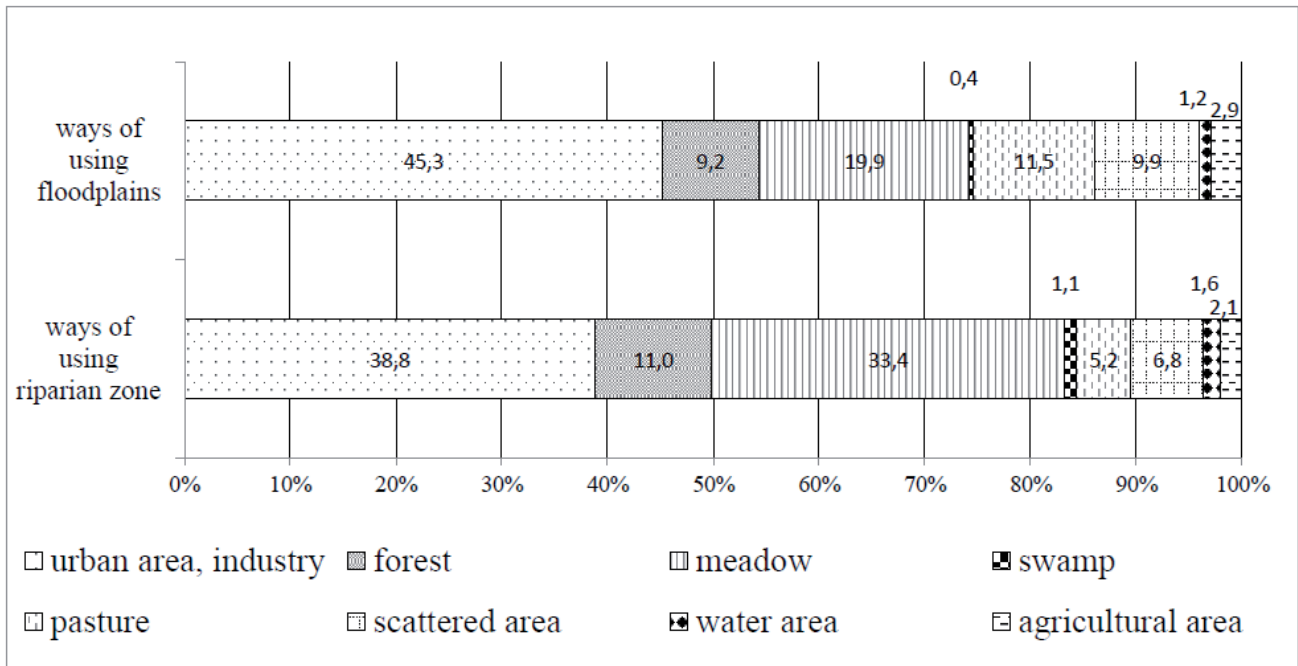 0,4
1,2
2,9
ways of
using
floodplains
45,3 9,2 19,9 11,5 9,9
1,1
1,6
2,1
ways of
using
riparian zone
38,8 11,0 33,4 5,2 6,8
0% 10% 20% 30% 40% 50% 60% 70% 80% 90% 100%
urban area, industry forest meadow swamp
pasture scattered area water area agricultural area